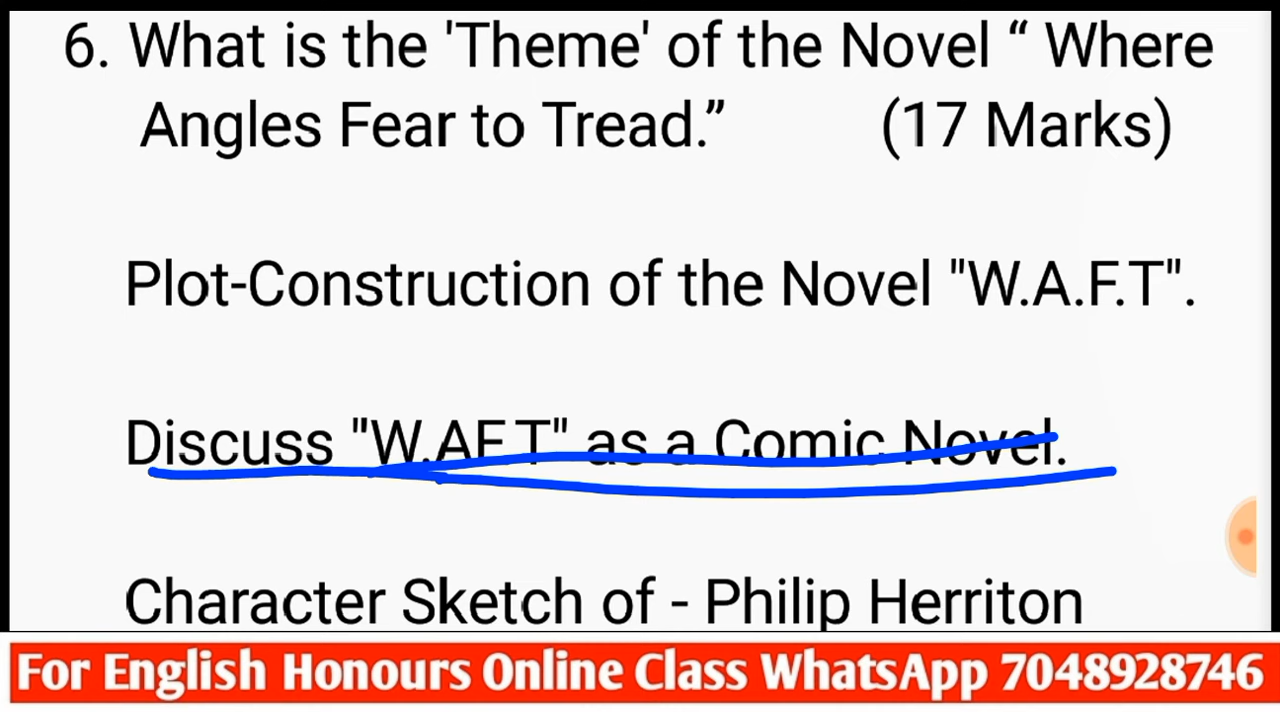 6. What is the 'Theme' of the Novel “ Where
Angles Fear to Tread.” (17 Marks)
Plot-Construction of the Novel "W.A.F.T".
Discuss "W.AF.T" as a Comic Novel.
Character Sketch of - Philip Herriton
For English Honours Online Class WhatsApp 7048928746